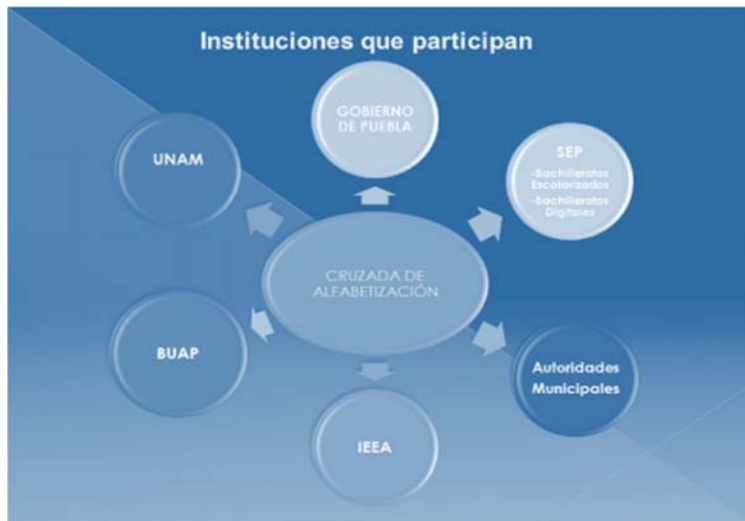 Instituciones que participan
GOBIERNO
DE PUEBLA
UNAM
SEP
-Bachilleratos
Escolarizados
-Bachilleratos
Digitales
CRUZADA DE
ALFABETIZACIÓN
BUAP
Autoridades
Municipales
IEEA